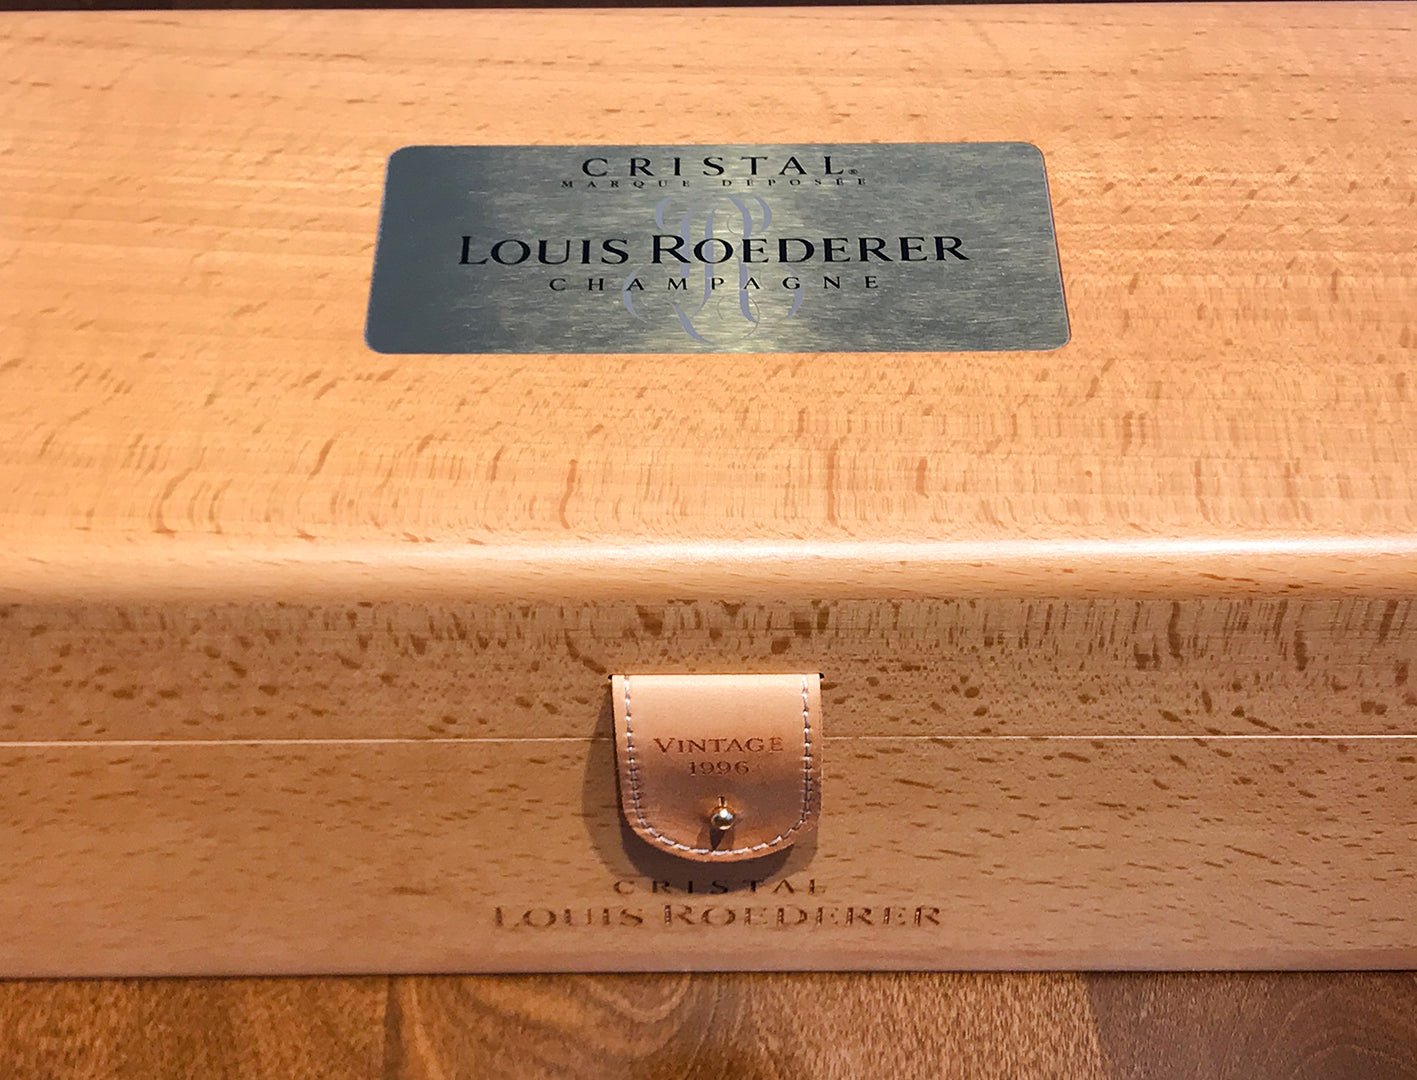 CRISTAL®
MARQUE DÉPOSÉE
LOUIS ROEDERER
CHAMPAGNE
VINTAGE
1996
CRISTAL
LOUIS ROEDERER